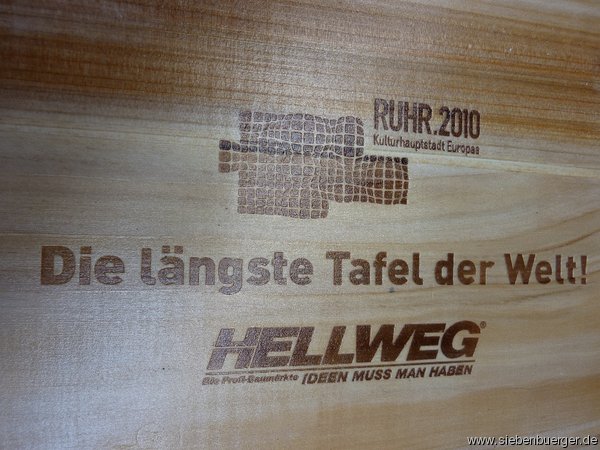 RUHR.2010
Kulturhauptstadt Europas
Die längste Tafel der Welt!
HELLWEG®
Die Profi-Baumärkte IDEEN MUSS MAN HABEN
www.siebenbuerger.de